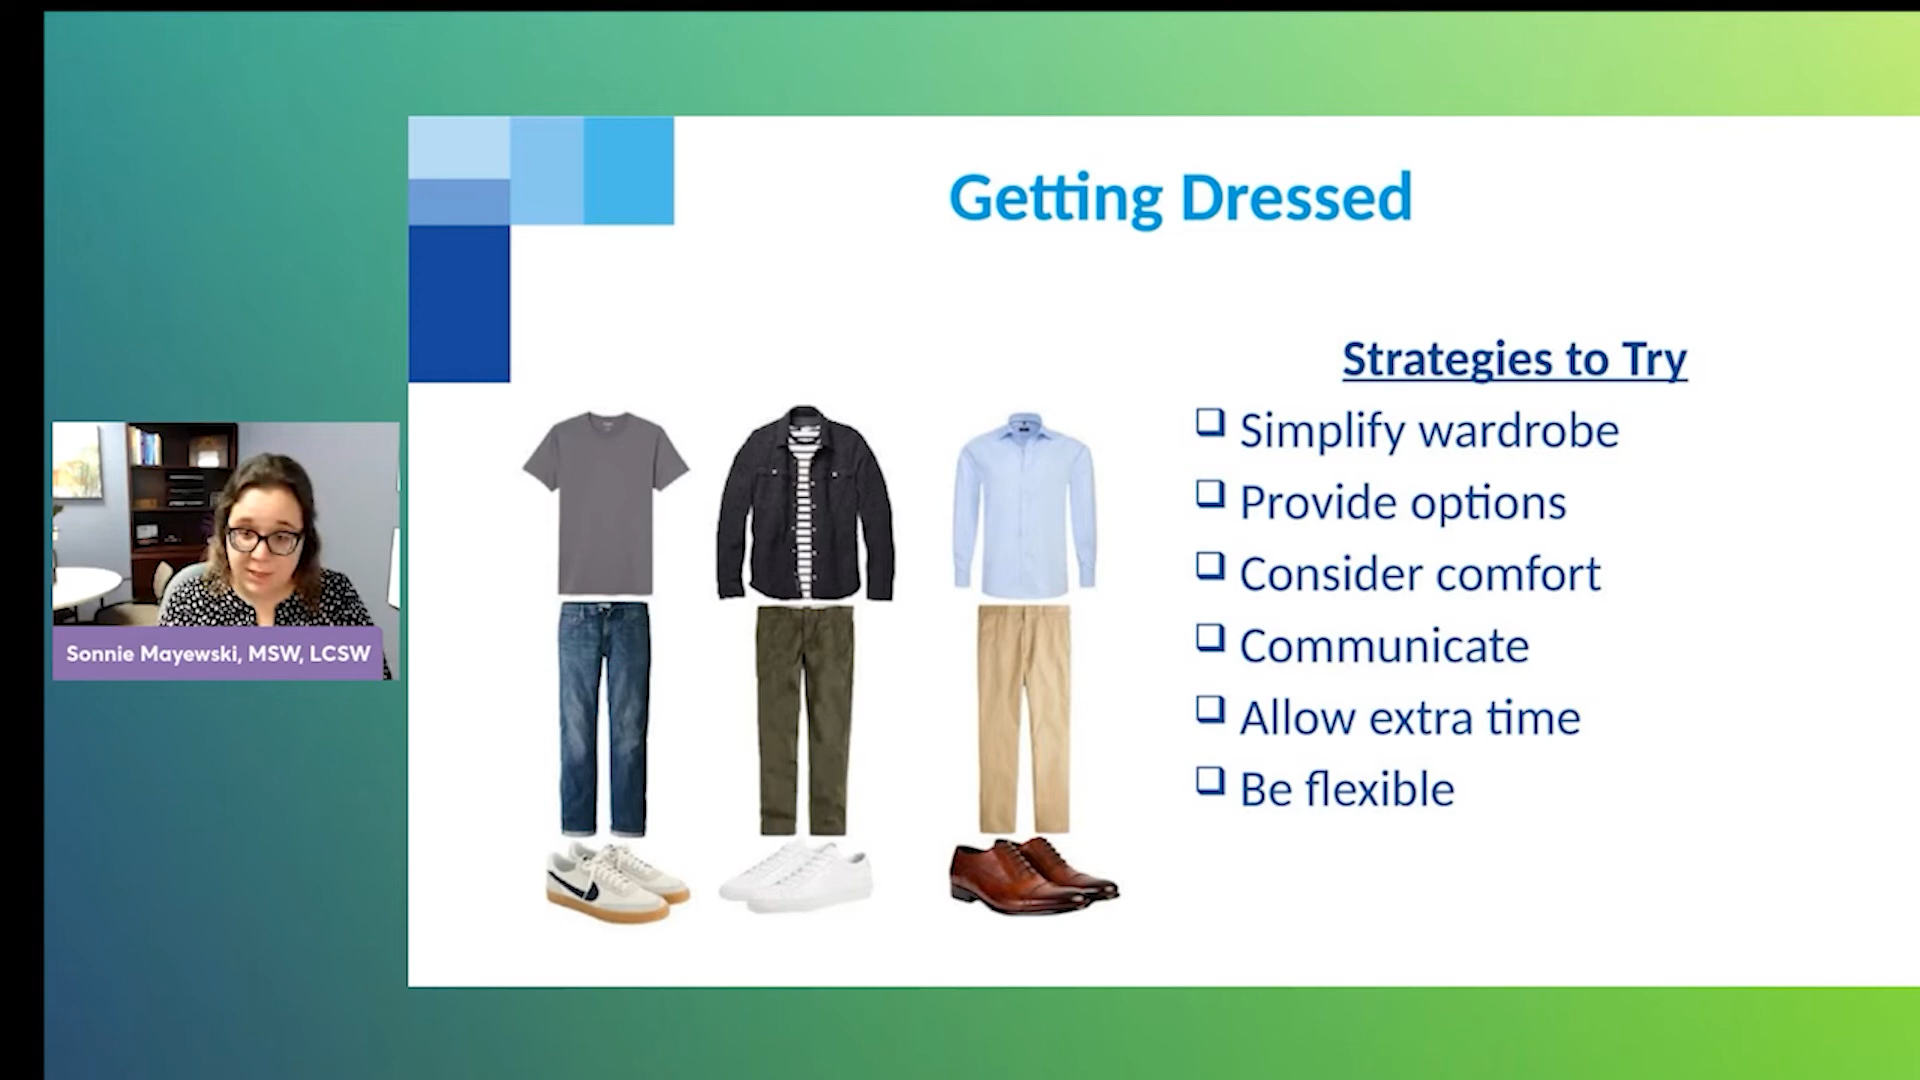 Getting Dressed
Strategies to Try
Simplify wardrobe
Provide options
Consider comfort
Communicate
Allow extra time
Be flexible
Sonnie Mayewski, MSW, LCSW